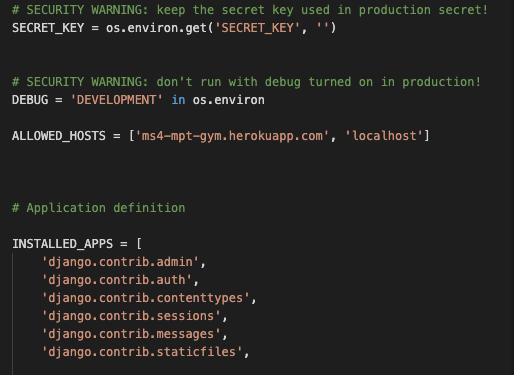 # SECURITY WARNING: keep the secret key used in production secret!
SECRET_KEY = os.environ.get('SECRET_KEY', '')
# SECURITY WARNING: don't run with debug turned on in production!
DEBUG = 'DEVELOPMENT' in os.environ
ALLOWED_HOSTS = ['ms4-mpt-gym.herokuapp.com', 'localhost']
# Application definition
INSTALLED_APPS = [
'django.contrib.admin',
'django.contrib.auth',
'django.contrib.contenttypes',
'django.contrib.sessions',
'django.contrib.messages',
'django.contrib.staticfiles',